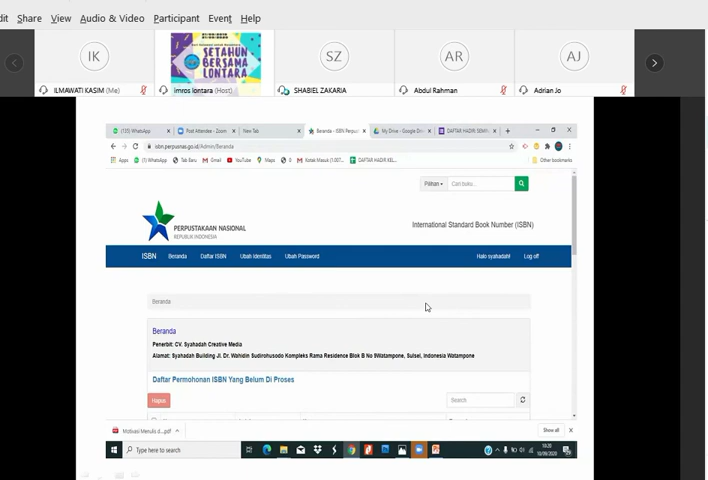 dit Share View Audio & Video Participant Event Help
IK
SETAHUN
BERSAMA
LONTARA
SZ
AR
AJ
ILMAWATI KASIM (Me)
Imros lontara (Host)
SHABIEL ZAKARIA
Abdul Rahman
Adrian Jo
(135) WhatsApp
Post Attendee - Zoom
New Tab
Beranda - ISBN Perpus
My Drive - Google Dri
DAFTAR HADIR: SEMIN
isbn.perpusnas.go.id/Admin/Beranda
Apps (1) WhatsApp Tab Baru Gmail YouTube Maps Kotak Masuk (1.007... DAFTAR HADIR KEL... Other bookmarks
Pilihan Cari buku...
PERPUSTAKAAN NASIONAL
REPUBLIK INDONESIA
International Standard Book Number (ISBN)
ISBN Beranda Daftar ISBN Ubah Identitas Ubah Password Halo syahadah! Log off
Beranda
Beranda
Penerbit: CV. Syahadah Creative Media
Alamat: Syahadah Building Jl. Dr. Wahidin Sudirohusodo Kompleks Rama Residence Blok B No 9Watampone, Sulsel, Indonesia Watampone
Daftar Permohonan ISBN Yang Belum Di Proses
Hapus Search
Motivasi Menulis d....pdf Show all
Type here to search
10:20
10/09/2020